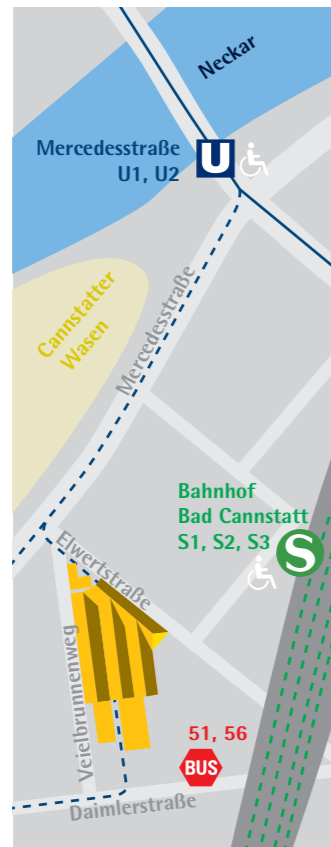 Neckar
Mercedesstraße
U1, U2
U
Cannstatter
Wasen
Mercedesstraße
Bahnhof
Bad Cannstatt
S1, S2, S3
S
Elwertstraße
Veielbrunnenweg
51, 56
BUS
Daimlerstraße